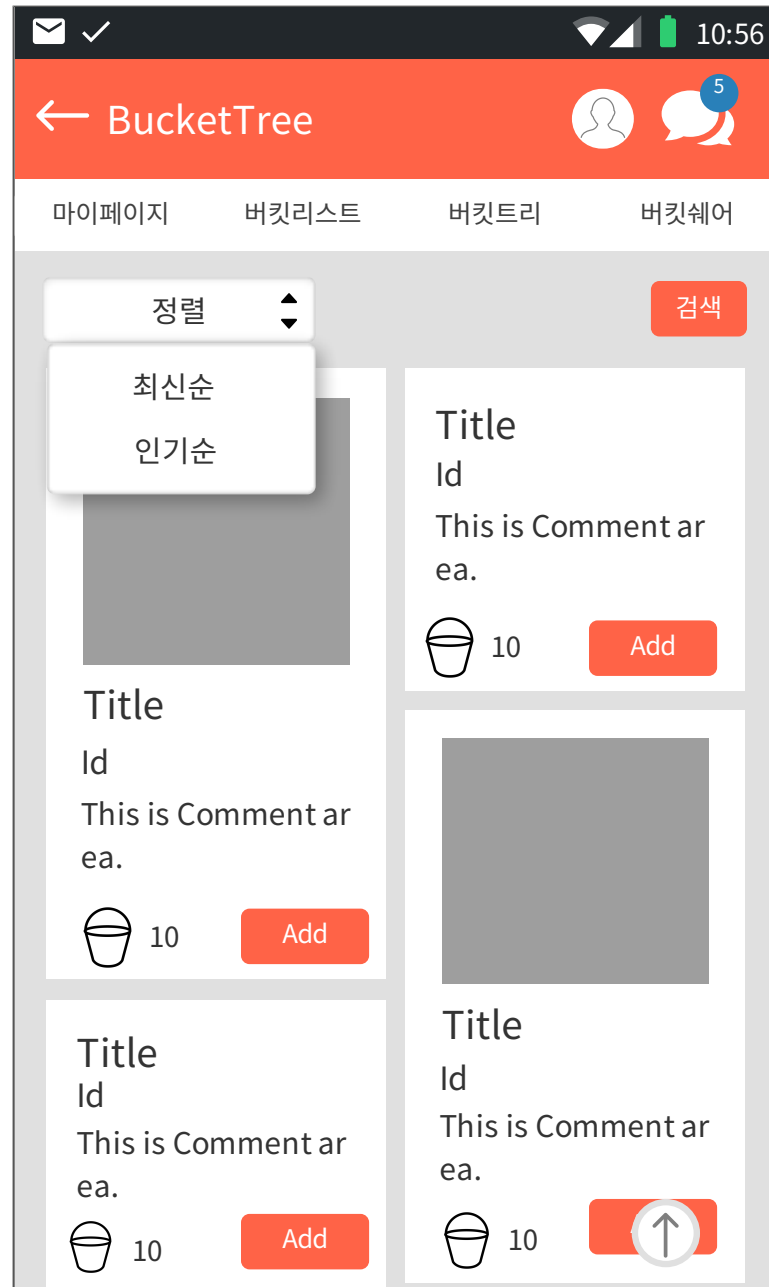 10:56
BucketTree
5
마이페이지 버킷리스트 버킷트리 버킷쉐어
정렬
검색
최신순
인기순
Title
Id
This is Comment ar
ea.
10
Add
Title
Id
This is Comment ar
ea.
10
Add
Title
Id
This is Comment ar
ea.
10
Add
Title
Id
This is Comment ar
ea.
10